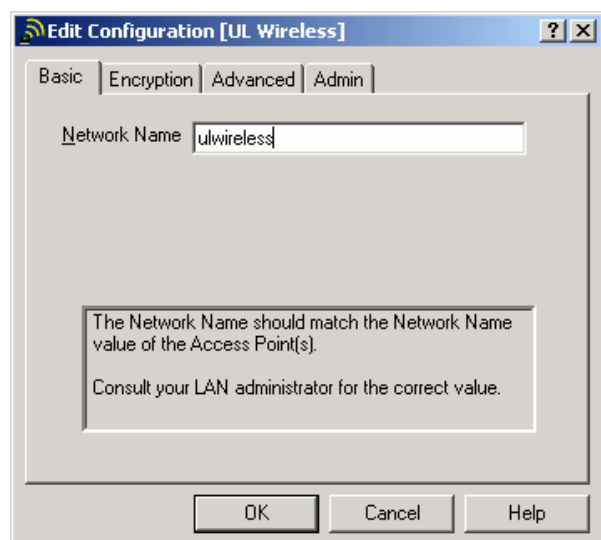 Edit Configuration [UL Wireless]
Basic Encryption Advanced Admin
Network Name ulwireless
The Network Name should match the Network Name
value of the Access Point(s).
Consult your LAN administrator for the correct value.
OK Cancel Help